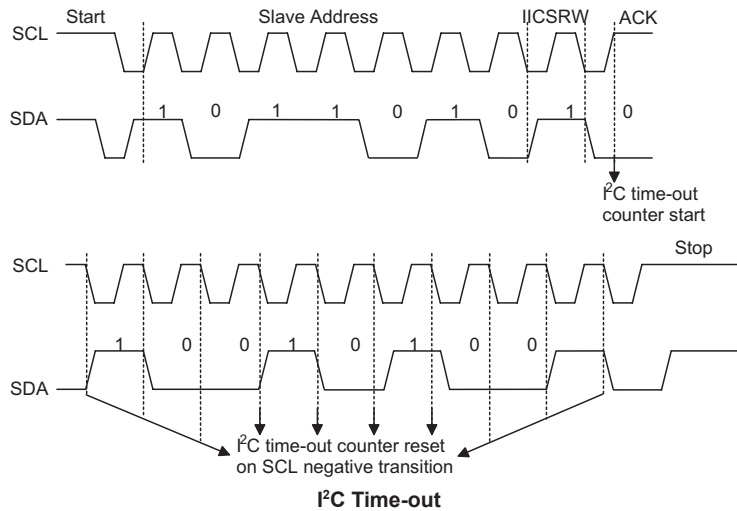 Start Slave Address IICSRW ACK
SCL
SDA 1 0 1 1 0 1 0 1 0
I²C time-out
counter start
Stop
SCL
1 0 0 1 0 1 0 0
SDA
I²C time-out counter reset
on SCL negative transition
I²C Time-out